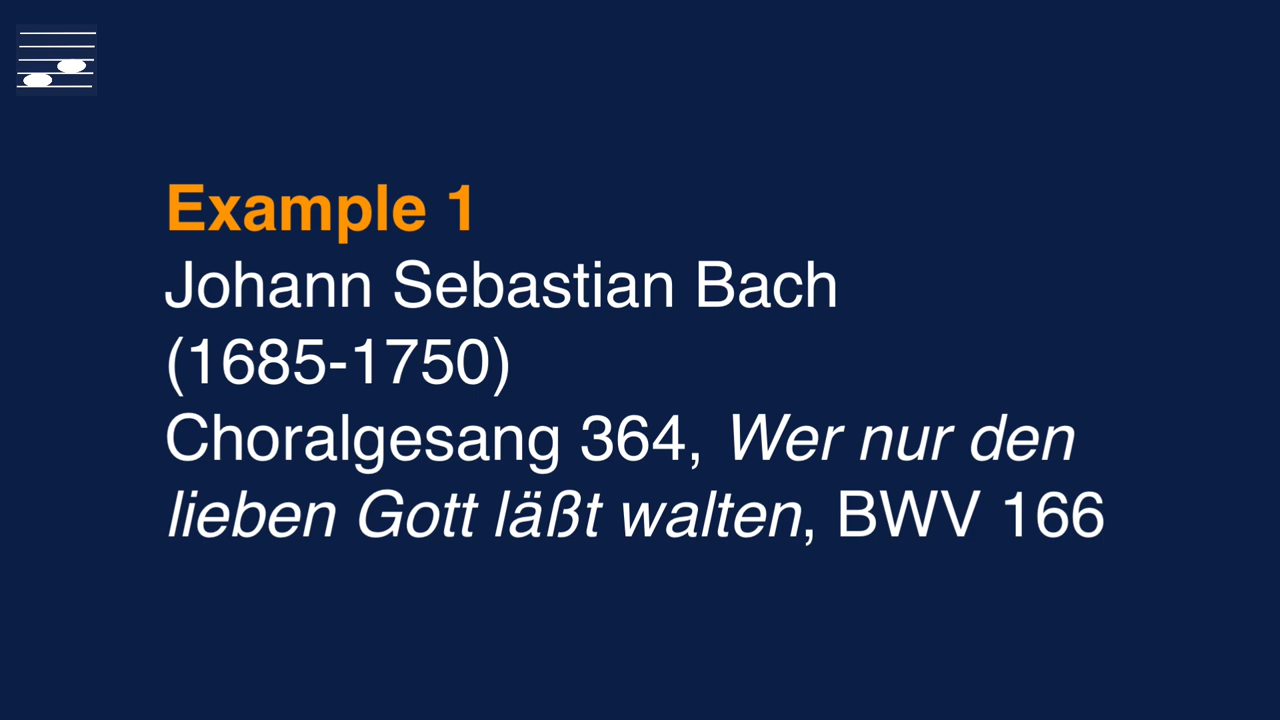 Example 1
Johann Sebastian Bach
(1685-1750)
Choralgesang 364, Wer nur den
lieben Gott läßt walten, BWV 166